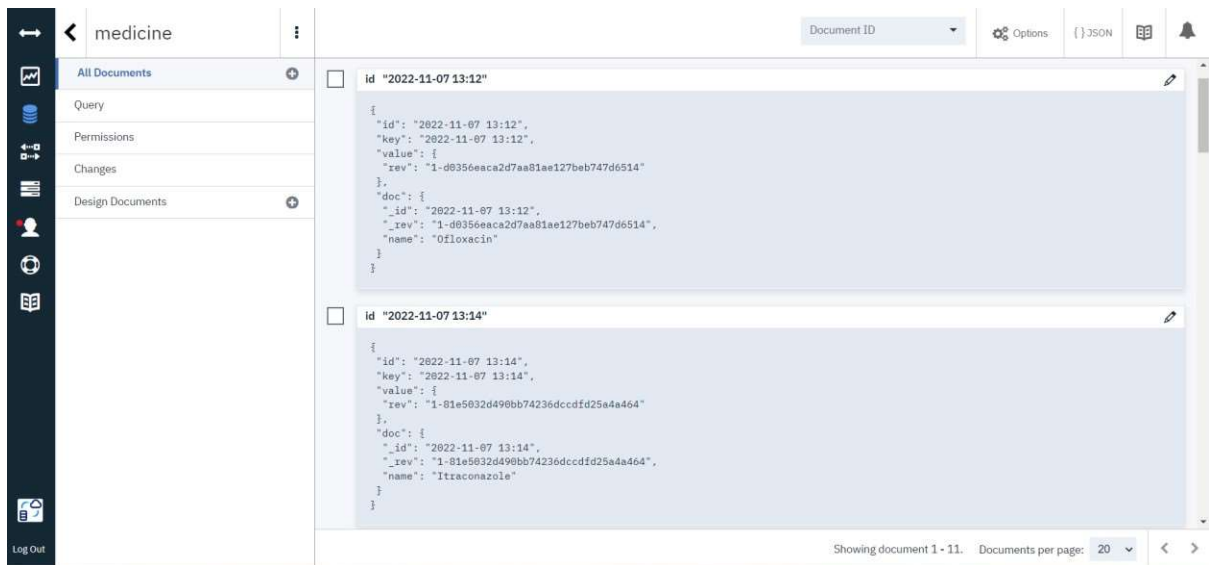 medicine
Document ID
Options
{ } JSON
All Documents
Query
Permissions
Changes
Design Documents
id "2022-11-07 13:12"
{
"id": "2022-11-07 13:12",
"key": "2022-11-07 13:12",
"value": {
"rev": "1-d0356eaca2d7aa81ae127beb747d6514"
},
"doc": {
"_id": "2022-11-07 13:12",
"_rev": "1-d0356eaca2d7aa81ae127beb747d6514",
"name": "Ofloxacin"
}
}
id "2022-11-07 13:14"
{
"id": "2022-11-07 13:14",
"key": "2022-11-07 13:14",
"value": {
"rev": "1-81e5032d490bb74236dccdfd25a4a464"
},
"doc": {
"_id": "2022-11-07 13:14",
"_rev": "1-81e5032d490bb74236dccdfd25a4a464",
"name": "Itraconazole"
}
}
Log Out
Showing document 1 - 11. Documents per page: 20